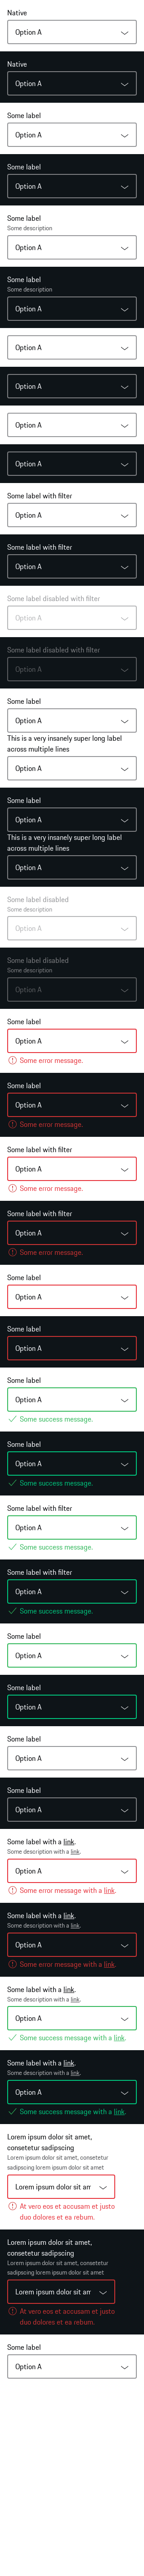 Native
Option A
Native
Option A
Some label
Option A
Some label
Option A
Some label
Some description
Option A
Some label
Some description
Option A
Option A
Option A
Option A
Option A
Some label with filter
Option A
Some label with filter
Option A
Some label disabled with filter
Option A
Some label disabled with filter
Option A
Some label
Option A
This is a very insanely super long label
across multiple lines
Option A
Some label
Option A
This is a very insanely super long label
across multiple lines
Option A
Some label disabled
Some description
Option A
Some label disabled
Some description
Option A
Some label
Option A
Some error message.
Some label
Option A
Some error message.
Some label with filter
Option A
Some error message.
Some label with filter
Option A
Some error message.
Some label
Option A
Some label
Option A
Some label
Option A
Some success message.
Some label
Option A
Some success message.
Some label with filter
Option A
Some success message.
Some label with filter
Option A
Some success message.
Some label
Option A
Some label
Option A
Some label
Option A
Some label
Option A
Some label with a link.
Some description with a link.
Option A
Some error message with a link.
Some label with a link.
Some description with a link.
Option A
Some error message with a link.
Some label with a link.
Some description with a link.
Option A
Some success message with a link.
Some label with a link.
Some description with a link.
Option A
Some success message with a link.
Lorem ipsum dolor sit amet,
consetetur sadipscing
Lorem ipsum dolor sit amet, consetetur
sadipscing lorem ipsum dolor sit amet
Lorem ipsum dolor sit arr
At vero eos et accusam et justo
duo dolores et ea rebum.
Lorem ipsum dolor sit amet,
consetetur sadipscing
Lorem ipsum dolor sit amet, consetetur
sadipscing lorem ipsum dolor sit amet
Lorem ipsum dolor sit arr
At vero eos et accusam et justo
duo dolores et ea rebum.
Some label
Option A